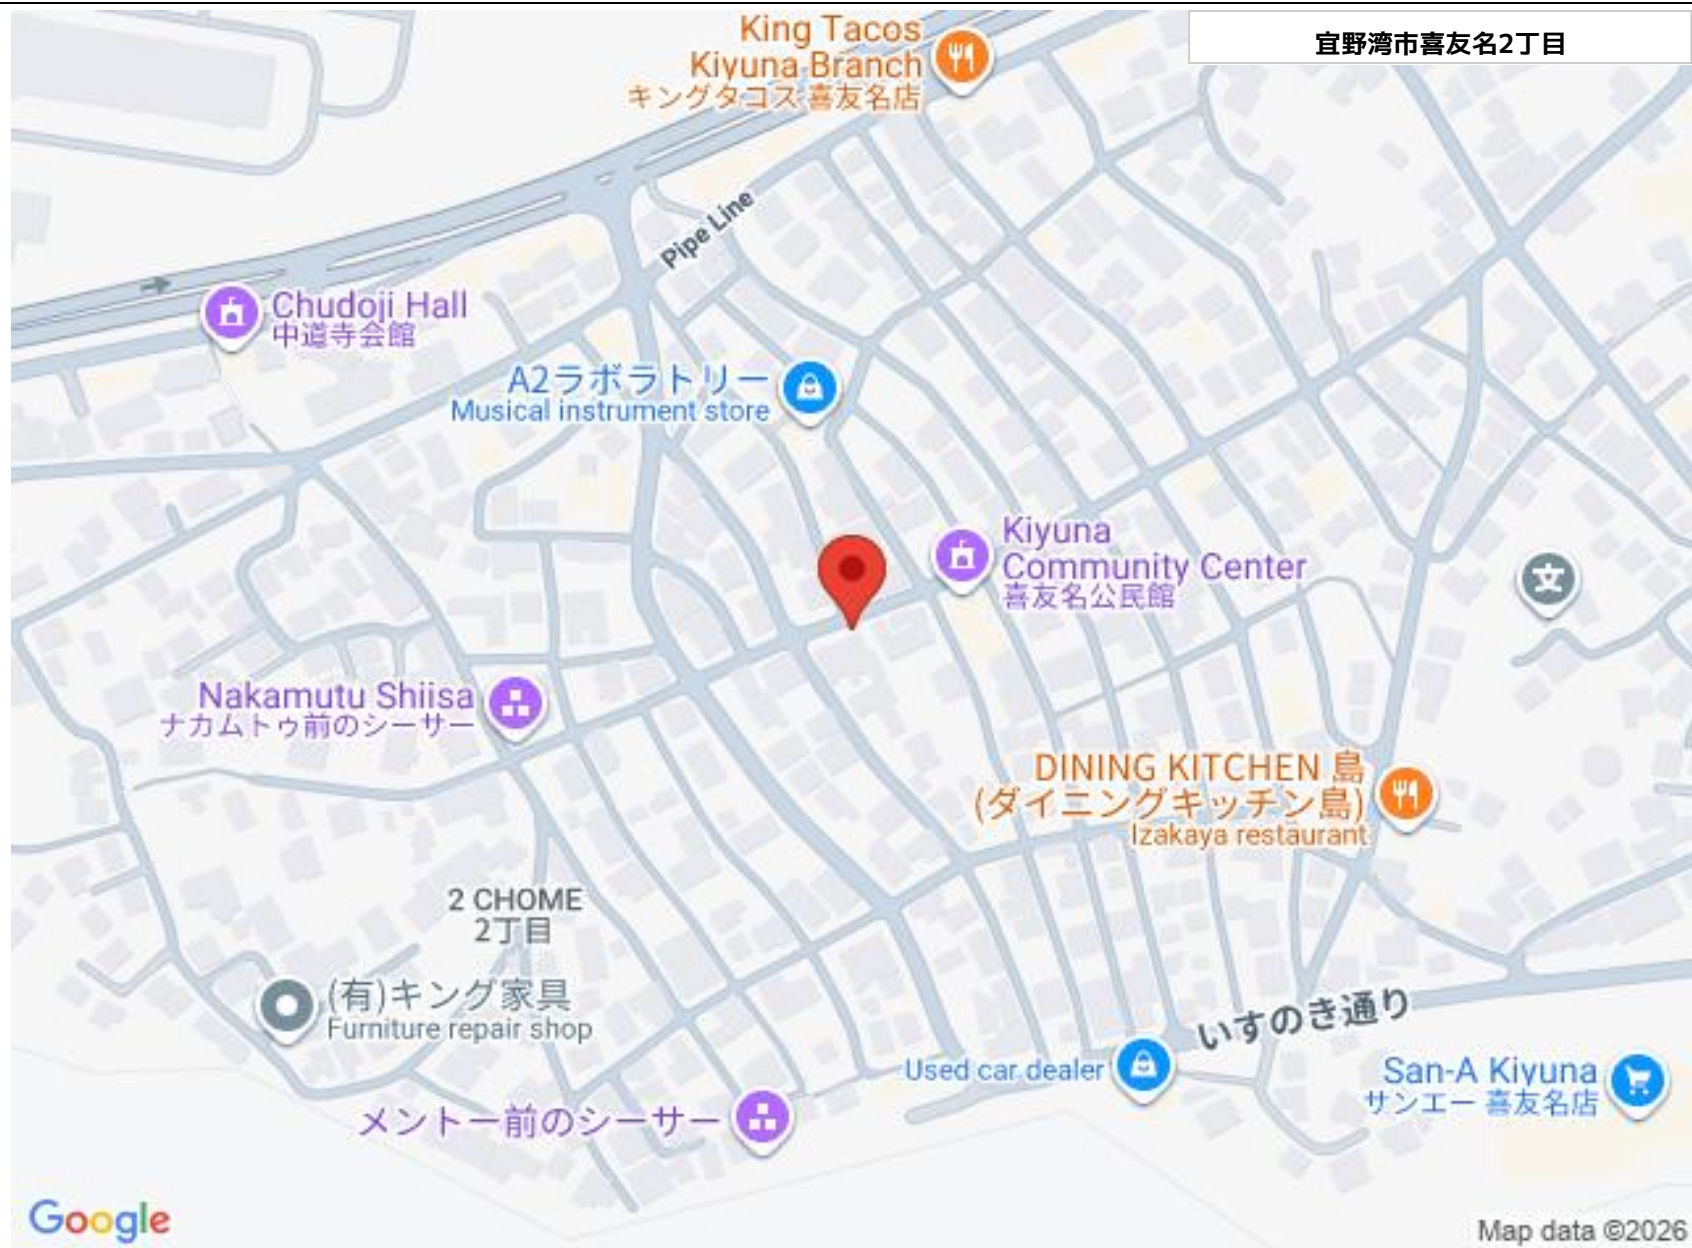 King Tacos
Kiyuna Branch
キングタコス 喜友名店
宜野湾市喜友名2丁目
Pipe Line
Chudoji Hall
中道寺会館
A2ラボラトリー
Musical instrument store
Kiyuna
Community Center
喜友名公民館
文
Nakamutu Shiisa
ナカムトゥ前のシーサー
DINING KITCHEN 島
(ダイニングキッチン島)
Izakaya restaurant
2 CHOME
2丁目
(有)キング家具
Furniture repair shop
いすのき通り
Used car dealer
San-A Kiyuna
サンエー 喜友名店
メントー前のシーサー
Google
Map data ©2026